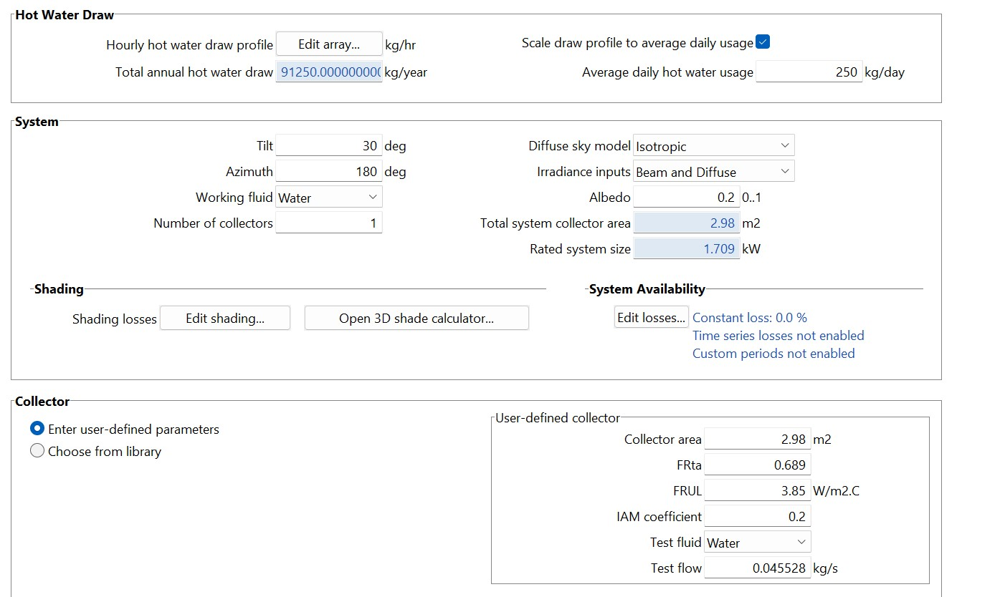 Hot Water Draw
Hourly hot water draw profile Edit array... kg/hr Scale draw profile to average daily usage
Total annual hot water draw 91250.000000000 kg/year Average daily hot water usage 250 kg/day
System
Tilt 30 deg Diffuse sky model Isotropic
Azimuth 180 deg Irradiance inputs Beam and Diffuse
Working fluid Water Albedo 0.2 0..1
Number of collectors 1 Total system collector area 2.98 m2
Rated system size 1.709 kW
Shading System Availability
Shading losses Edit shading... Open 3D shade calculator... Edit losses... Constant loss: 0.0 %
Time series losses not enabled
Custom periods not enabled
Collector
Enter user-defined parameters
Choose from library
User-defined collector
Collector area 2.98 m2
FRta 0.689
FRUL 3.85 W/m2.C
IAM coefficient 0.2
Test fluid Water
Test flow 0.045528 kg/s